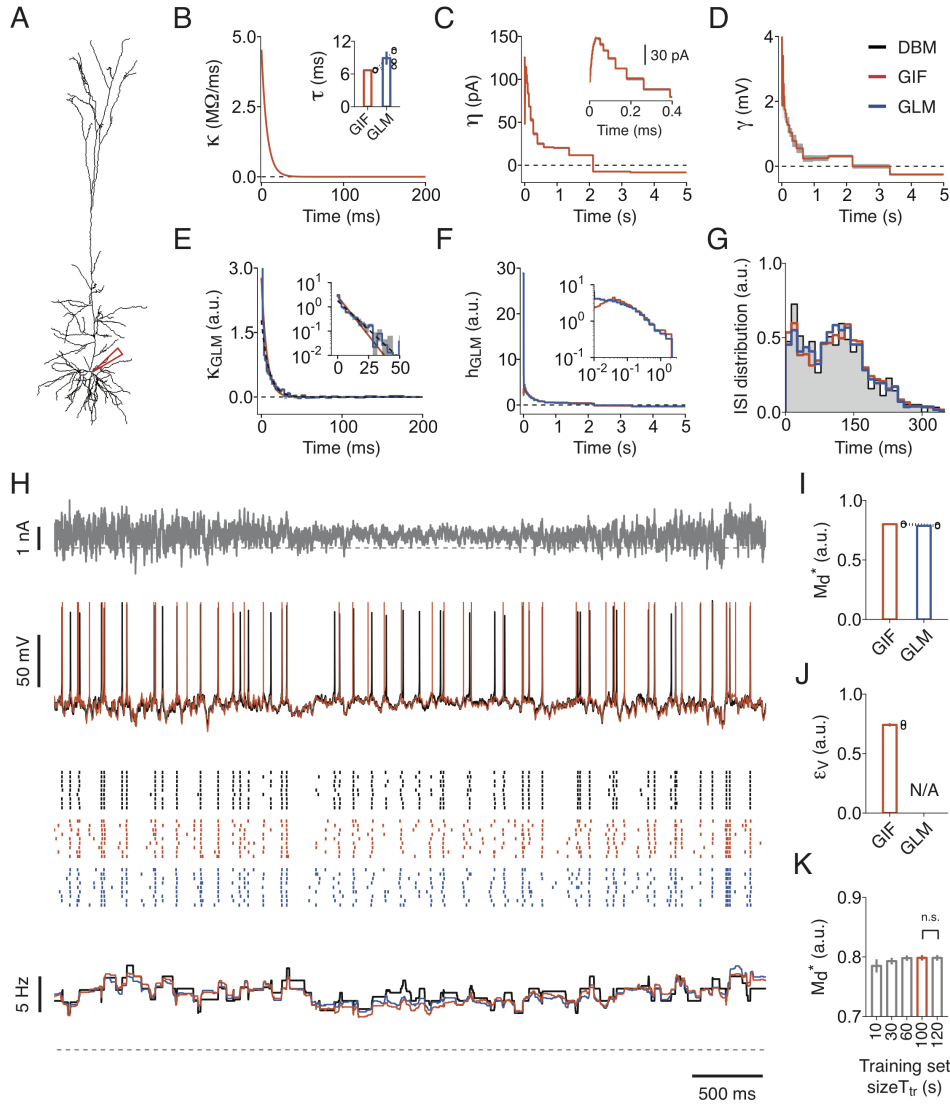 A
B
κ (MΩ/ms)
5.0
2.5
0.0
0
100
200
Time (ms)
τ (ms)
12
6
0
GIF
GLM
C
η (pA)
150
100
50
0
0
1
2
3
4
5
Time (s)
30 pA
0
0.2
0.4
Time (ms)
D
γ (mV)
4
2
0
0
1
2
3
4
5
Time (s)
DBM
GIF
GLM
E
κGLM (a.u.)
3.0
1.5
0.0
0
100
200
Time (ms)
10¹
10⁰
10⁻¹
10⁻²
0
25
50
F
hGLM (a.u.)
30
20
10
0
0
1
2
3
4
5
Time (s)
10¹
10⁰
10⁻¹
10⁻²
10⁻¹
10⁰
G
ISI distribution (a.u.)
1.0
0.5
0.0
0
150
300
Time (ms)
H
1 nA
50 mV
5 Hz
500 ms
I
Md* (a.u.)
1.0
0.5
0.0
GIF
GLM
J
εV (a.u.)
1.0
0.5
0.0
N/A
GIF
GLM
K
Md* (a.u.)
0.9
0.8
0.7
n.s.
10
30
60
100
120
Training set
sizeTtr (s)